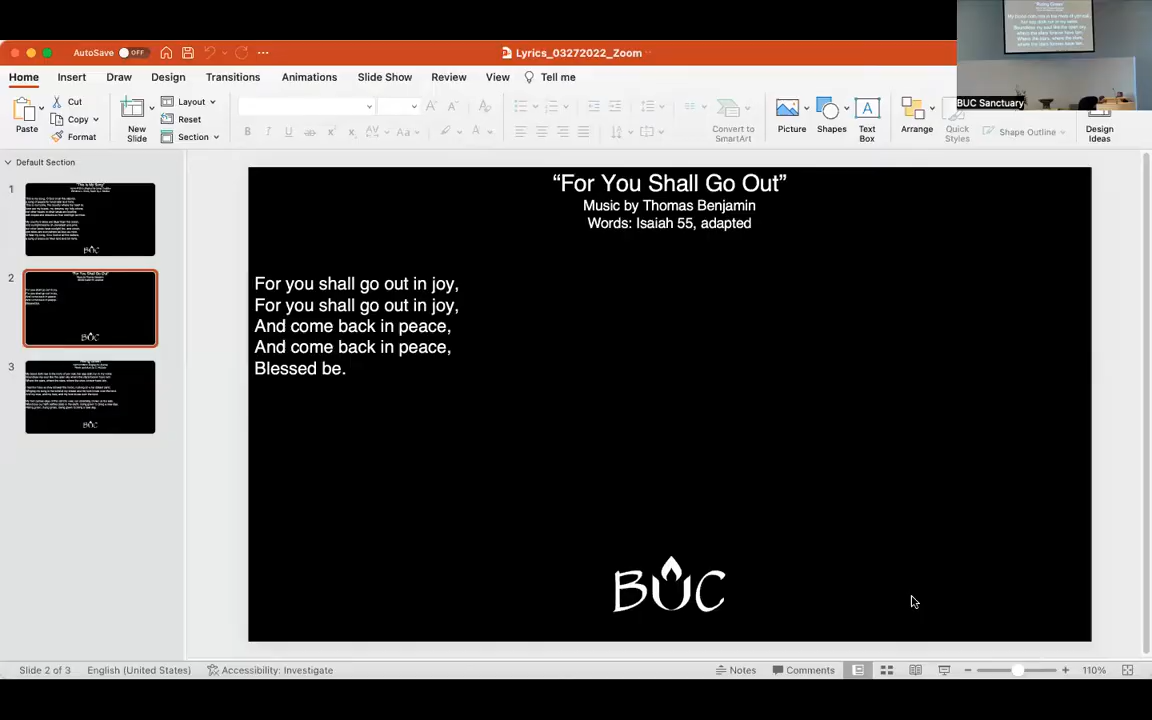 AutoSave
OFF
Lyrics_03272022_Zoom
Home
Insert
Draw
Design
Transitions
Animations
Slide Show
Review
View
Tell me
Paste
Cut
Copy
Format
New
Slide
Layout
Reset
Section
Convert to
SmartArt
Picture
Shapes
Text
Box
Arrange
Quick
Styles
Shape Outline
Design
Ideas
BUC Sanctuary
Default Section
1
2
3
“For You Shall Go Out”
Music by Thomas Benjamin
Words: Isaiah 55, adapted
For you shall go out in joy,
For you shall go out in joy,
And come back in peace,
And come back in peace,
Blessed be.
BUC
Slide 2 of 3
English (United States)
Accessibility: Investigate
Notes
Comments
110%